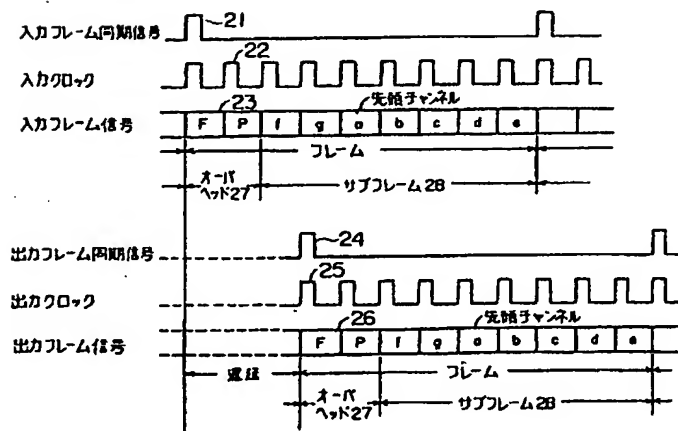 21
入力フレーム同期信号
22
入力クロック
23
先頭チャンネル
入力フレーム信号
F P f g a b c d e
フレーム
オーバ
ヘッド27
サブフレーム28
24
出力フレーム同期信号
25
出力クロック
26
先頭チャンネル
出力フレーム信号
F P f g a b c d e
遅延
フレーム
オーバ
ヘッド27
サブフレーム28